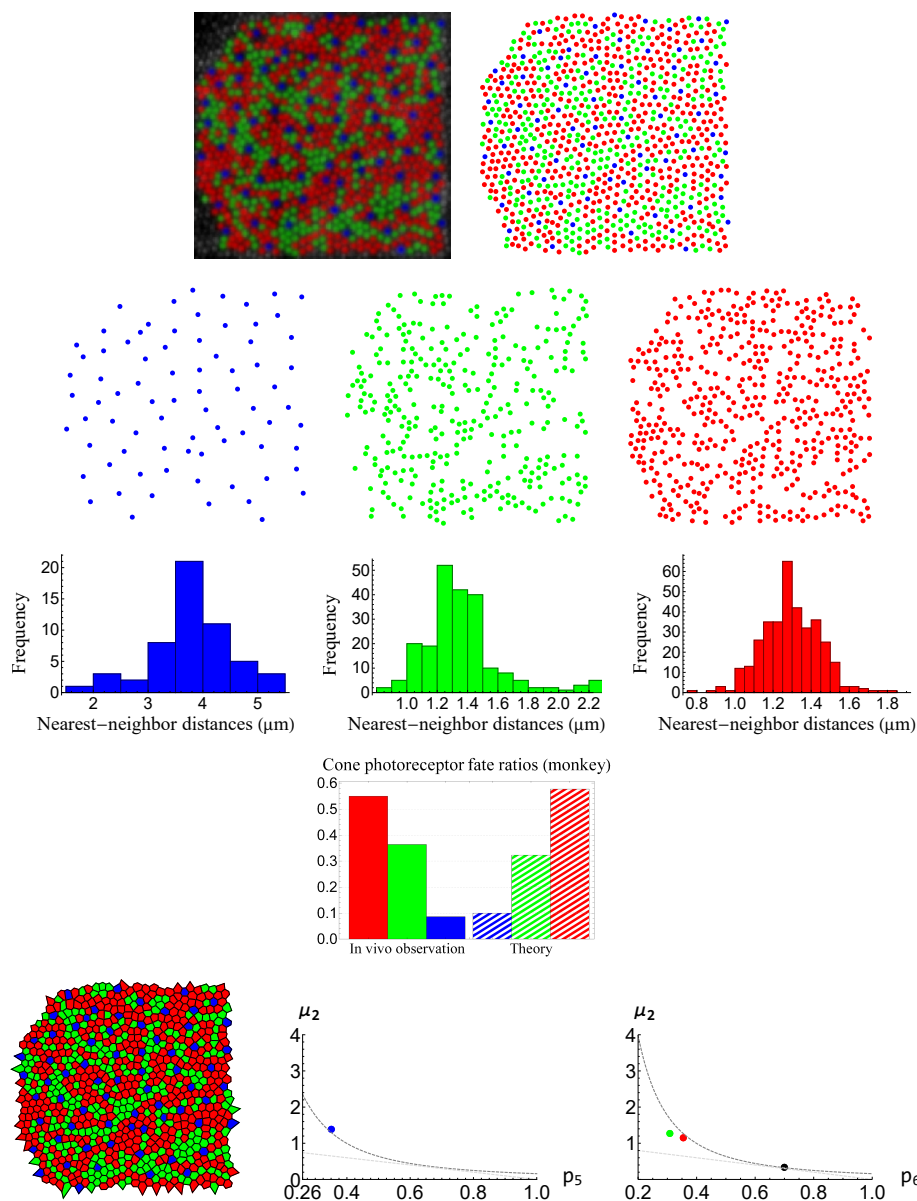 20
15
10
5
0
Frequency
2 3 4 5
Nearest−neighbor distances (μm)
50
40
30
20
10
0
Frequency
1.0 1.2 1.4 1.6 1.8 2.0 2.2
Nearest−neighbor distances (μm)
60
50
40
30
20
10
0
Frequency
0.8 1.0 1.2 1.4 1.6 1.8
Nearest−neighbor distances (μm)
Cone photoreceptor fate ratios (monkey)
0.6
0.5
0.4
0.3
0.2
0.1
0.0
In vivo observation Theory
μ2
4
3
2
1
0
0.26 0.4 0.6 0.8 1.0
p5
μ2
4
3
2
1
0
0.2 0.4 0.6 0.8 1.0
p6